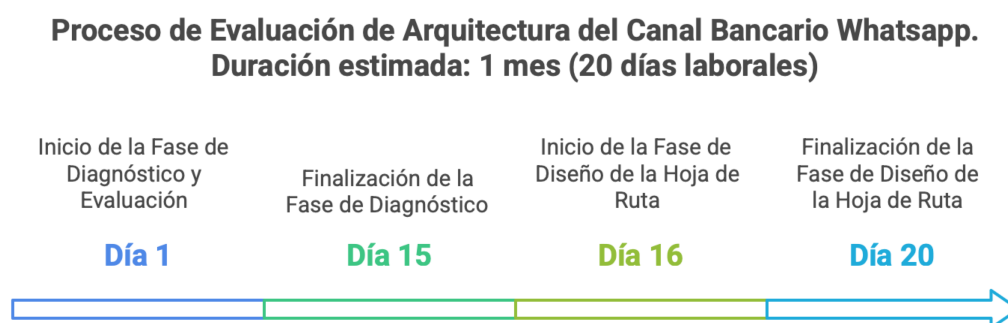 Proceso de Evaluación de Arquitectura del Canal Bancario Whatsapp.
Duración estimada: 1 mes (20 días laborales)
Inicio de la Fase de
Diagnóstico y
Evaluación
Día 1
Finalización de la
Fase de Diagnóstico
Día 15
Inicio de la Fase de
Diseño de la Hoja de
Ruta
Día 16
Finalización de la
Fase de Diseño de
la Hoja de Ruta
Día 20